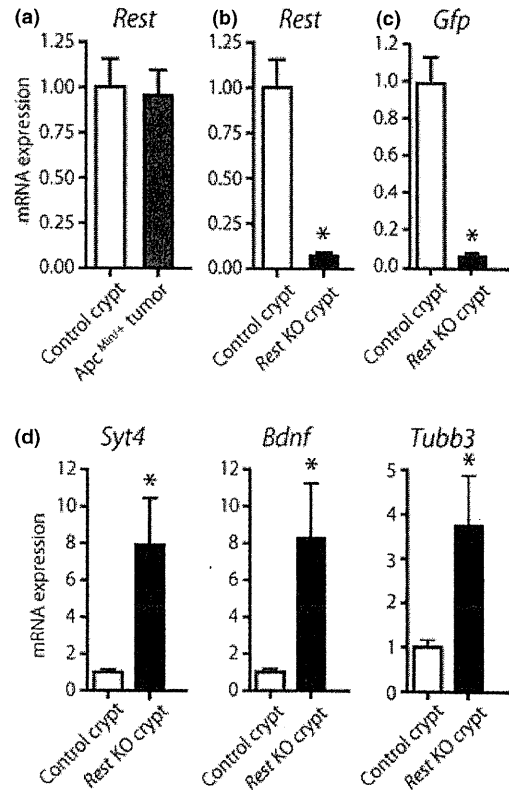 (a) Rest
mRNA expression
1.25
1.00
0.75
0.50
0.25
0.00
Control crypt
Apc Min/+ tumor
(b) Rest
1.25
1.00
0.75
0.50
0.25
0.00
*
Control crypt
Rest KO crypt
(c) Gfp
1.2
1.0
0.8
0.6
0.4
0.2
0.0
*
Control crypt
Rest KO crypt
(d) Syt4
mRNA expression
12
10
8
6
4
2
0
*
Control crypt
Rest KO crypt
Bdnf
12
10
8
6
4
2
0
*
Control crypt
Rest KO crypt
Tubb3
5
4
3
2
1
0
*
Control crypt
Rest KO crypt